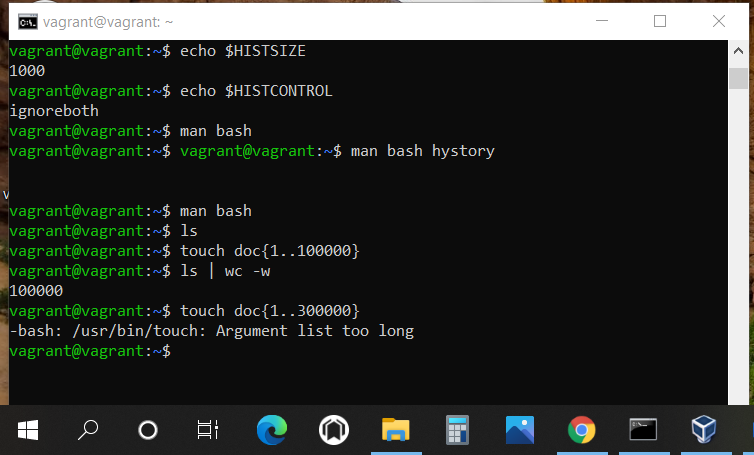 vagrant@vagrant: ~
vagrant@vagrant:~$ echo $HISTSIZE
1000
vagrant@vagrant:~$ echo $HISTCONTROL
ignoreboth
vagrant@vagrant:~$ man bash
vagrant@vagrant:~$ vagrant@vagrant:~$ man bash hystory
vagrant@vagrant:~$ man bash
vagrant@vagrant:~$ ls
vagrant@vagrant:~$ touch doc{1..100000}
vagrant@vagrant:~$ ls | wc -w
100000
vagrant@vagrant:~$ touch doc{1..300000}
-bash: /usr/bin/touch: Argument list too long
vagrant@vagrant:~$